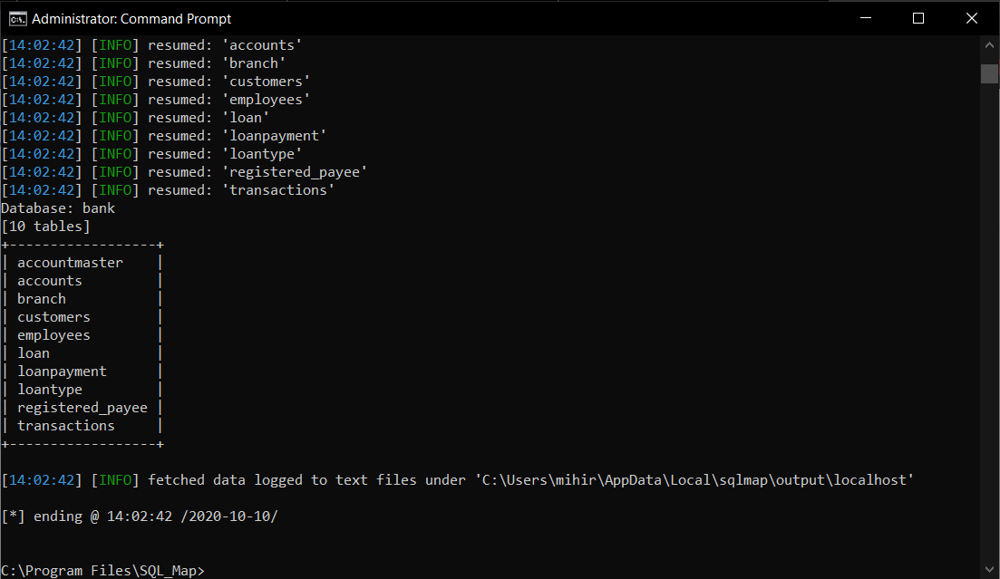 Administrator: Command Prompt
[14:02:42] [INFO] resumed: 'accounts'
[14:02:42] [INFO] resumed: 'branch'
[14:02:42] [INFO] resumed: 'customers'
[14:02:42] [INFO] resumed: 'employees'
[14:02:42] [INFO] resumed: 'loan'
[14:02:42] [INFO] resumed: 'loanpayment'
[14:02:42] [INFO] resumed: 'loantype'
[14:02:42] [INFO] resumed: 'registered_payee'
[14:02:42] [INFO] resumed: 'transactions'
Database: bank
[10 tables]
+------------------+
| accountmaster    |
| accounts         |
| branch           |
| customers        |
| employees        |
| loan             |
| loanpayment      |
| loantype         |
| registered_payee |
| transactions     |
+------------------+
[14:02:42] [INFO] fetched data logged to text files under 'C:\Users\mihir\AppData\Local\sqlmap\output\localhost'
[*] ending @ 14:02:42 /2020-10-10/
C:\Program Files\SQL_Map>